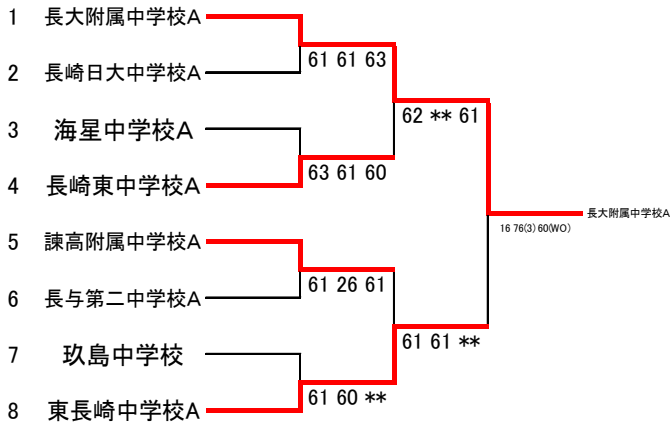 1 長大附属中学校A
61 61 63
2 長崎日大中学校A
62 ** 61
3 海星中学校A
63 61 60
4 長崎東中学校A
長大附属中学校A
16 76(3) 60(WO)
5 諫高附属中学校A
61 26 61
6 長与第二中学校A
61 61 **
7 玖島中学校
61 60 **
8 東長崎中学校A